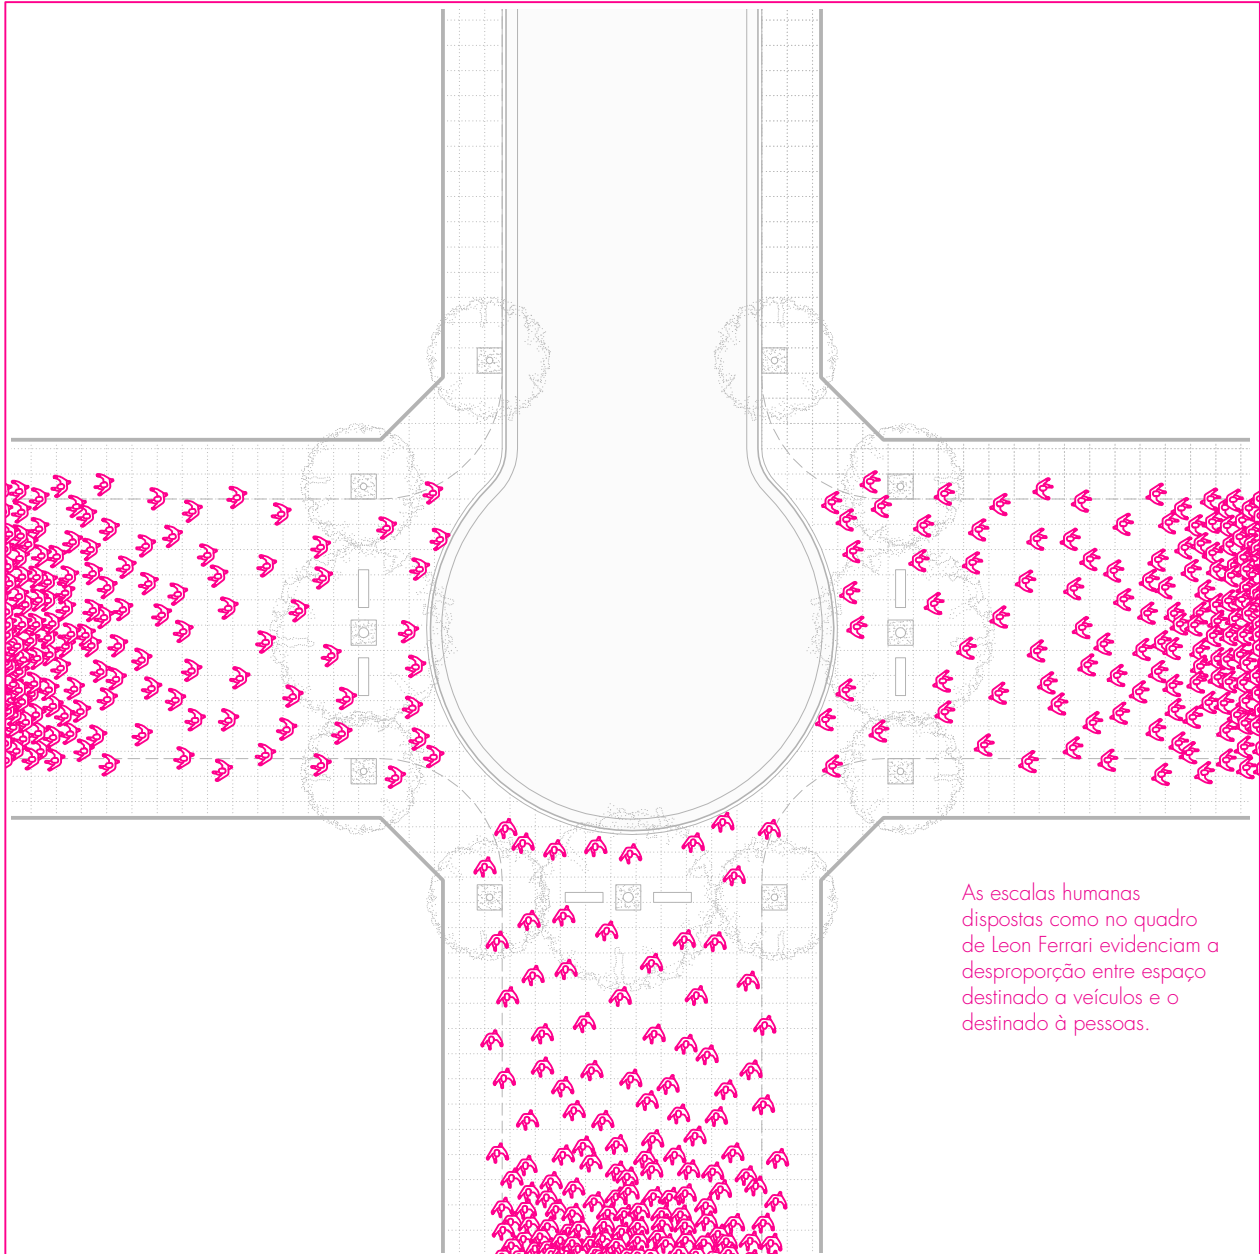 As escalas humanas
dispostas como no quadro
de Leon Ferrari evidenciam a
desproporção entre espaço
destinado a veículos e o
destinado à pessoas.